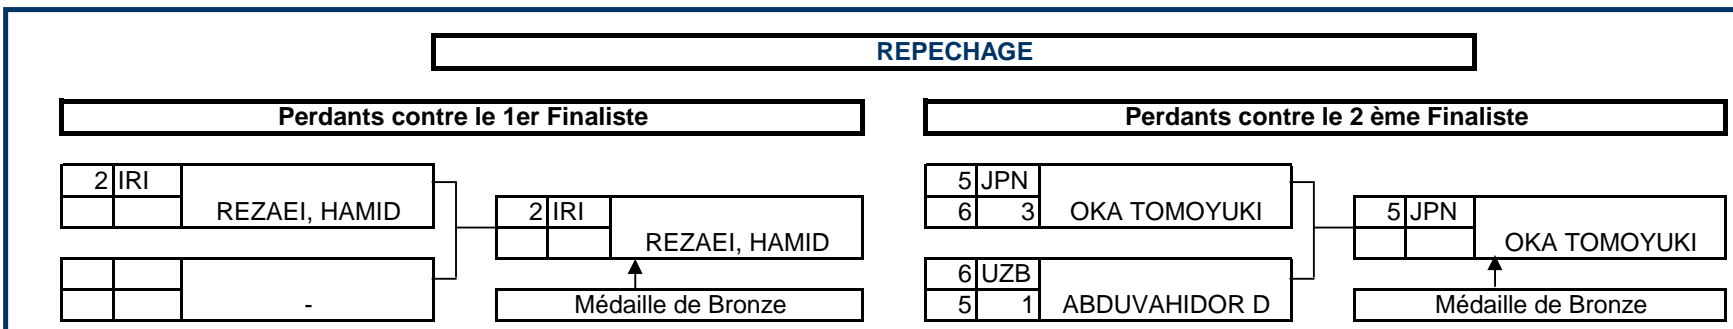 REPECHAGE
Perdants contre le 1er Finaliste Perdants contre le 2 ème Finaliste
2 IRI 5 JPN
REZAEI, HAMID 2 IRI 6 3 OKA TOMOYUKI 5 JPN
REZAEI, HAMID OKA TOMOYUKI
6 UZB
- Médaille de Bronze 5 1 ABDUVAHIDOR D Médaille de Bronze